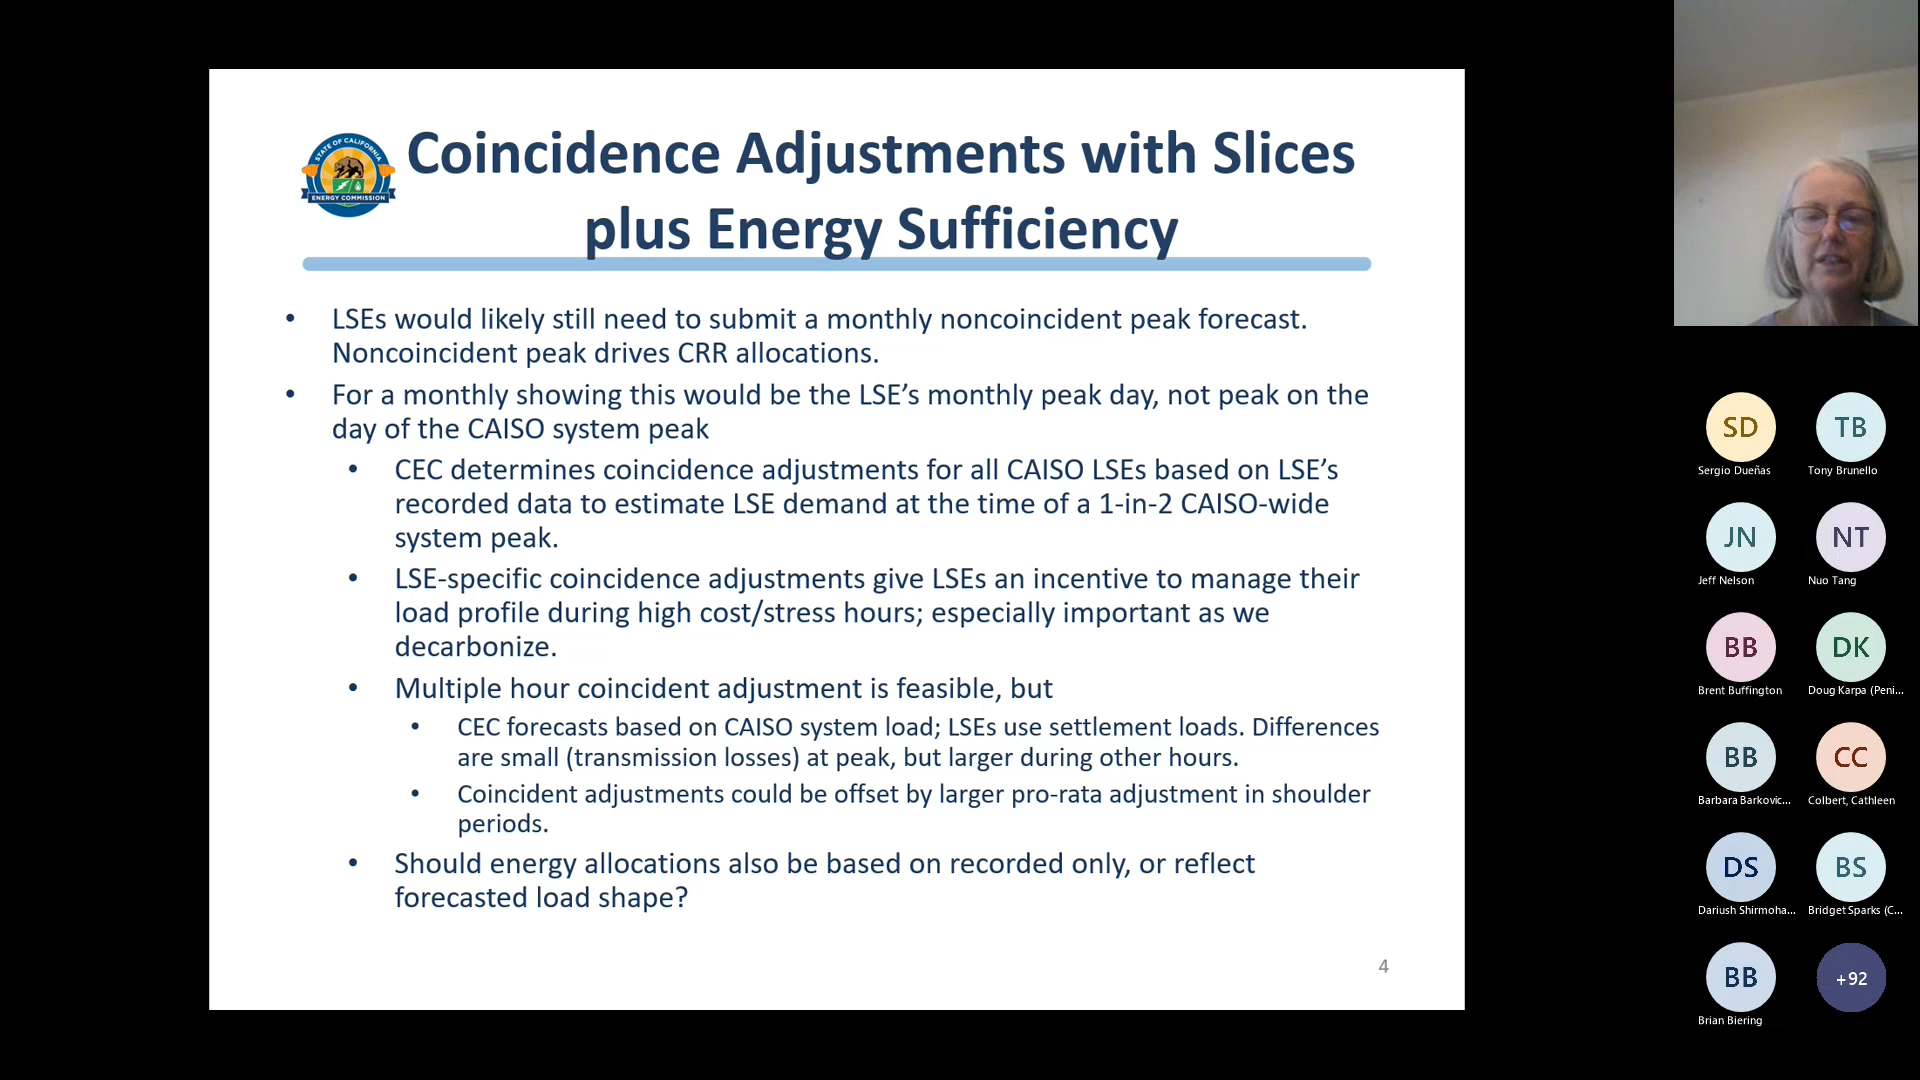 STATE OF CALIFORNIA
ENERGY COMMISSION
Coincidence Adjustments with Slices
plus Energy Sufficiency
• LSEs would likely still need to submit a monthly noncoincident peak forecast.
Noncoincident peak drives CRR allocations.
• For a monthly showing this would be the LSE’s monthly peak day, not peak on the
day of the CAISO system peak
• CEC determines coincidence adjustments for all CAISO LSEs based on LSE’s
recorded data to estimate LSE demand at the time of a 1-in-2 CAISO-wide
system peak.
• LSE-specific coincidence adjustments give LSEs an incentive to manage their
load profile during high cost/stress hours; especially important as we
decarbonize.
• Multiple hour coincident adjustment is feasible, but
• CEC forecasts based on CAISO system load; LSEs use settlement loads. Differences
are small (transmission losses) at peak, but larger during other hours.
• Coincident adjustments could be offset by larger pro-rata adjustment in shoulder
periods.
• Should energy allocations also be based on recorded only, or reflect
forecasted load shape?
4
SD
Sergio Dueñas
TB
Tony Brunello
JN
Jeff Nelson
NT
Nuo Tang
BB
Brent Buffington
DK
Doug Karpa (Peni...
BB
Barbara Barkovic...
CC
Colbert, Cathleen
DS
Dariush Shirmoha...
BS
Bridget Sparks (C...
BB
Brian Biering
+92